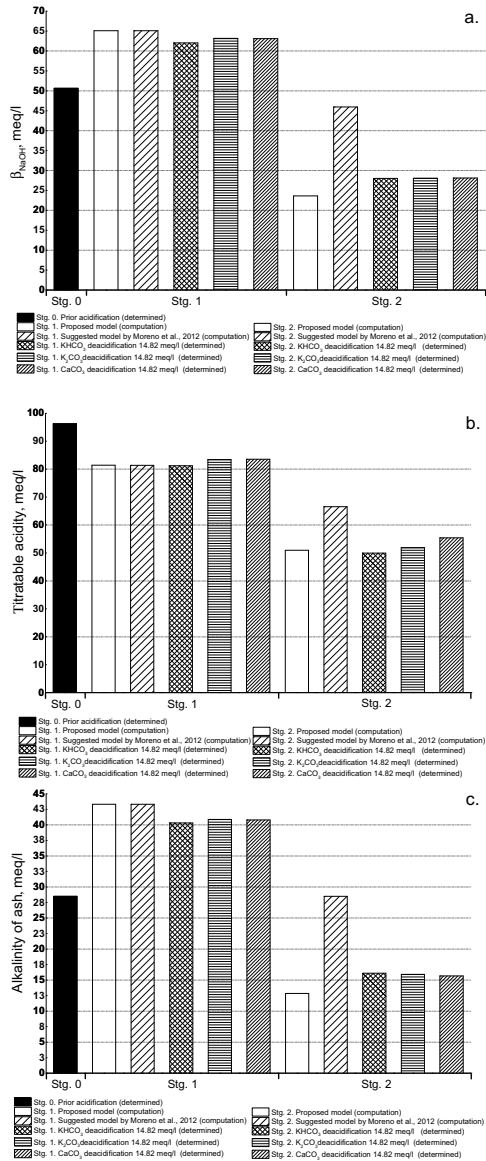 a.
β NaOH, meq/l
70
65
60
55
50
45
40
35
30
25
20
15
10
5
0
Stg. 0 Stg. 1 Stg. 2
Stg. 0. Prior acidification (determined)
Stg. 1. Proposed model (computation) Stg. 2. Proposed model (computation)
Stg. 1. Suggested model by Moreno et al., 2012 (computation) Stg. 2. Suggested model by Moreno et al., 2012 (computation)
Stg. 1. KHCO3 deacidification 14.82 meq/l (determined) Stg. 2. KHCO3 deacidification 14.82 meq/l (determined)
Stg. 1. K2CO3deacidification 14.82 meq/l (determined) Stg. 2. K2CO3deacidification 14.82 meq/l (determined)
Stg. 1. CaCO3 deacidification 14.82 meq/l (determined) Stg. 2. CaCO3 deacidification 14.82 meq/l (determined)
b.
Titratable acidity, meq/l
100
90
80
70
60
50
40
30
20
10
0
Stg. 0 Stg. 1 Stg. 2
Stg. 0. Prior acidification (determined)
Stg. 1. Proposed model (computation) Stg. 2. Proposed model (computation)
Stg. 1. Suggested model by Moreno et al., 2012 (computation) Stg. 2. Suggested model by Moreno et al., 2012 (computation)
Stg. 1. KHCO3 deacidification 14.82 meq/l (determined) Stg. 2. KHCO3 deacidification 14.82 meq/l (determined)
Stg. 1. K2CO3deacidification 14.82 meq/l (determined) Stg. 2. K2CO3deacidification 14.82 meq/l (determined)
Stg. 1. CaCO3 deacidification 14.82 meq/l (determined) Stg. 2. CaCO3 deacidification 14.82 meq/l (determined)
c.
Alkalinity of ash, meq/l
45
43
40
38
35
33
30
28
25
23
20
18
15
13
10
8
5
3
0
Stg. 0 Stg. 1 Stg. 2
Stg. 0. Prior acidification (determined)
Stg. 1. Proposed model (computation) Stg. 2. Proposed model (computation)
Stg. 1. Suggested model by Moreno et al., 2012 (computation) Stg. 2. Suggested model by Moreno et al., 2012 (computation)
Stg. 1. KHCO3 deacidification 14.82 meq/l (determined) Stg. 2. KHCO3 deacidification 14.82 meq/l (determined)
Stg. 1. K2CO3deacidification 14.82 meq/l (determined) Stg. 2. K2CO3deacidification 14.82 meq/l (determined)
Stg. 1. CaCO3 deacidification 14.82 meq/l (determined) Stg. 2. CaCO3 deacidification 14.82 meq/l (determined)